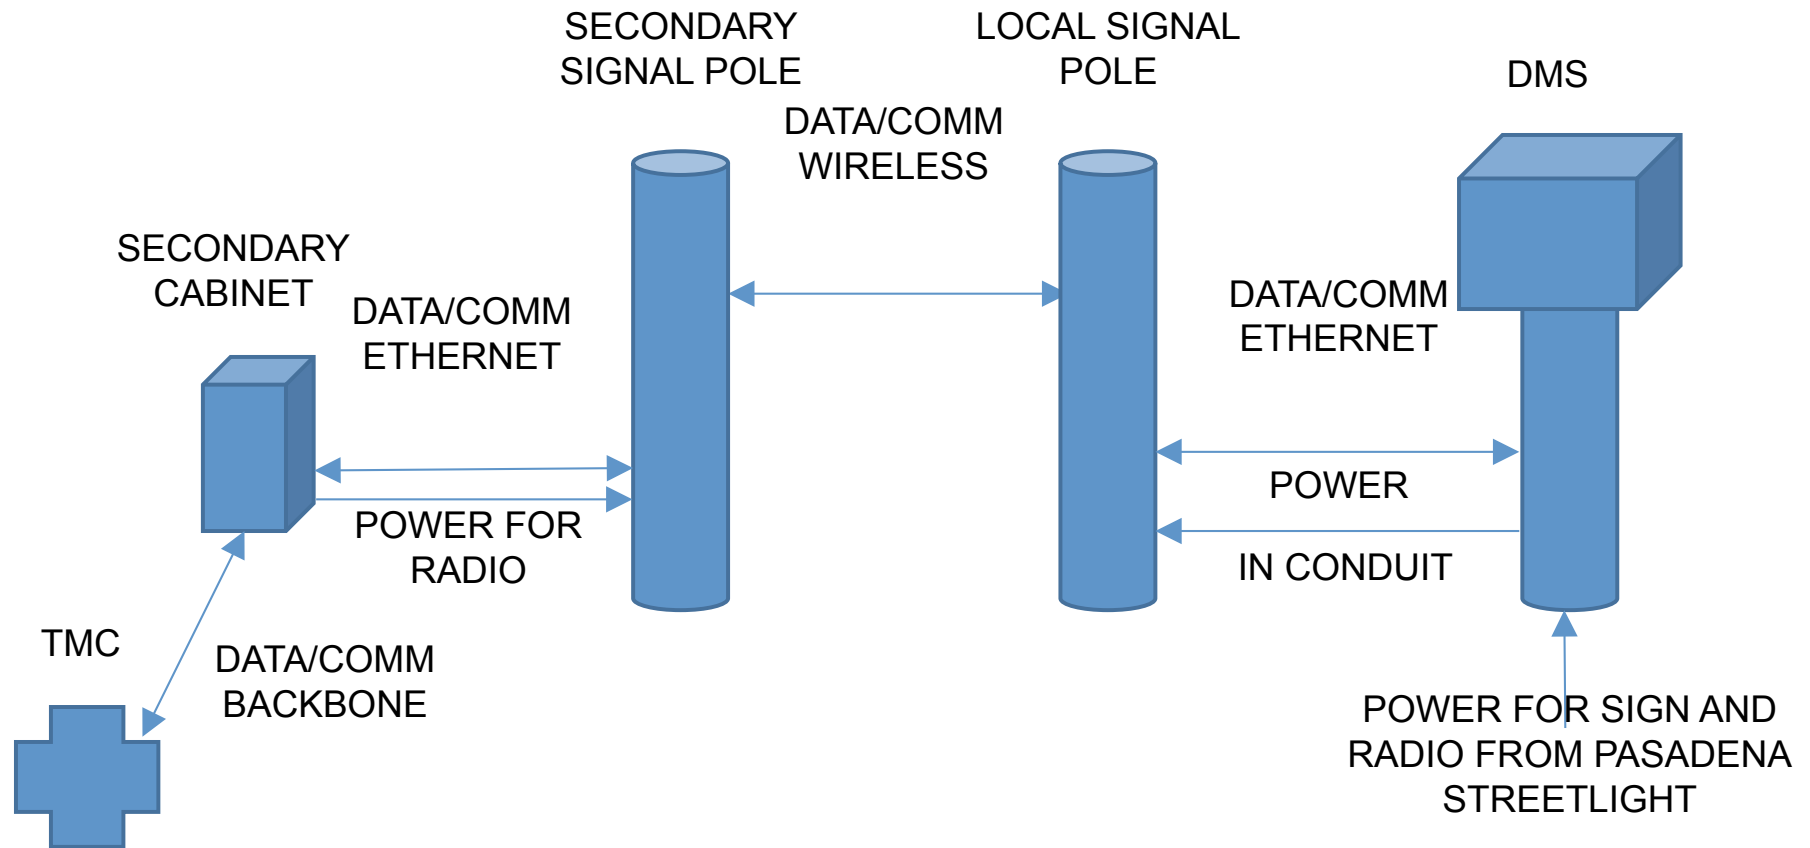 SECONDARY
SIGNAL POLE
LOCAL SIGNAL
POLE
DMS
DATA/COMM
WIRELESS
SECONDARY
CABINET
DATA/COMM
ETHERNET
DATA/COMM
ETHERNET
POWER
POWER FOR
RADIO
IN CONDUIT
TMC
DATA/COMM
BACKBONE
POWER FOR SIGN AND
RADIO FROM PASADENA
STREETLIGHT